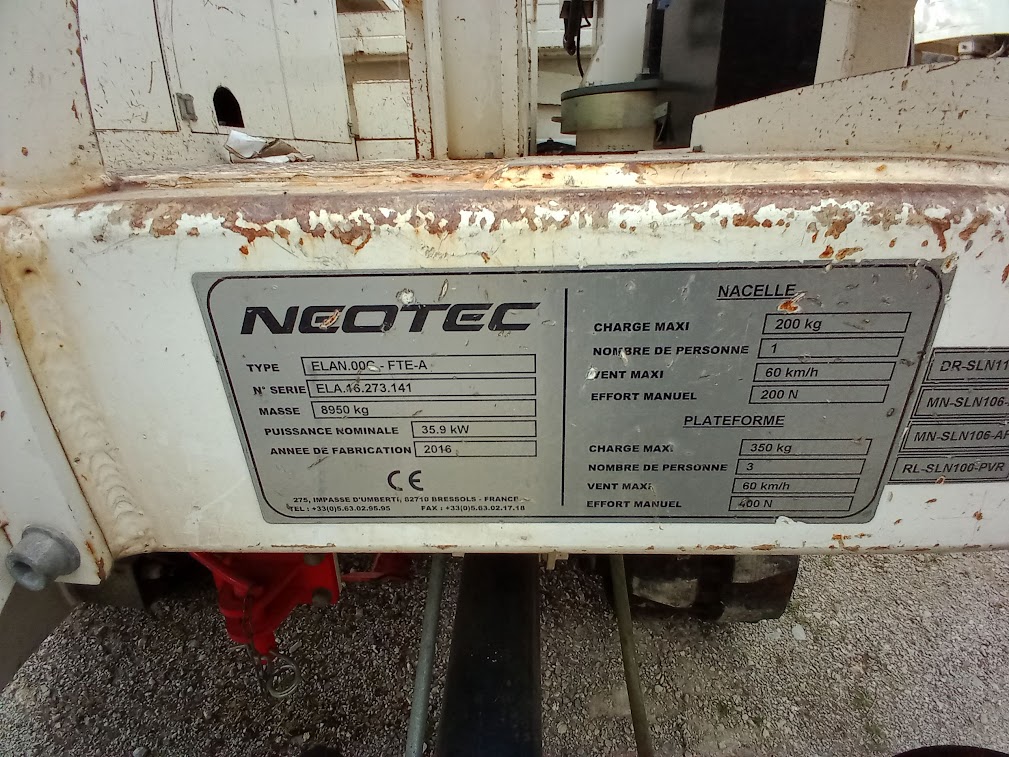 NEOTEC
TYPE ELAN.00C - FTE-A
N° SERIE ELA.16.273.141
MASSE 8950 kg
PUISSANCE NOMINALE 35.9 kW
ANNEE DE FABRICATION 2016
CE
275, IMPASSE D'UMBERTI, 82710 BRESSOLS - FRANCE
TEL : +33(0)5.63.02.95.95 FAX : +33(0)5.63.02.17.18
NACELLE
CHARGE MAXI 200 kg
NOMBRE DE PERSONNE 1
VENT MAXI 60 km/h
EFFORT MANUEL 200 N
PLATEFORME
CHARGE MAXI 350 kg
NOMBRE DE PERSONNE 3
VENT MAXI 60 km/h
EFFORT MANUEL 400 N
DR-SLN11
MN-SLN106-
MN-SLN106-AF
RL-SLN100-PVR